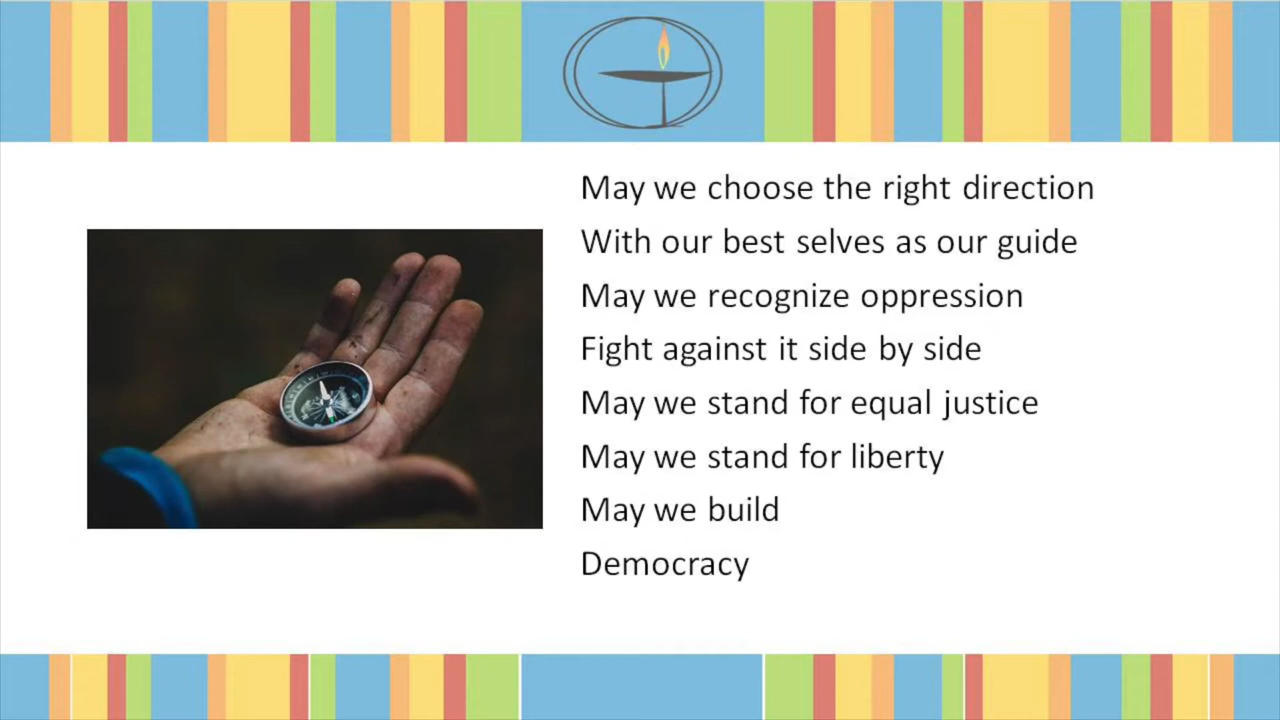 May we choose the right direction
With our best selves as our guide
May we recognize oppression
Fight against it side by side
May we stand for equal justice
May we stand for liberty
May we build
Democracy